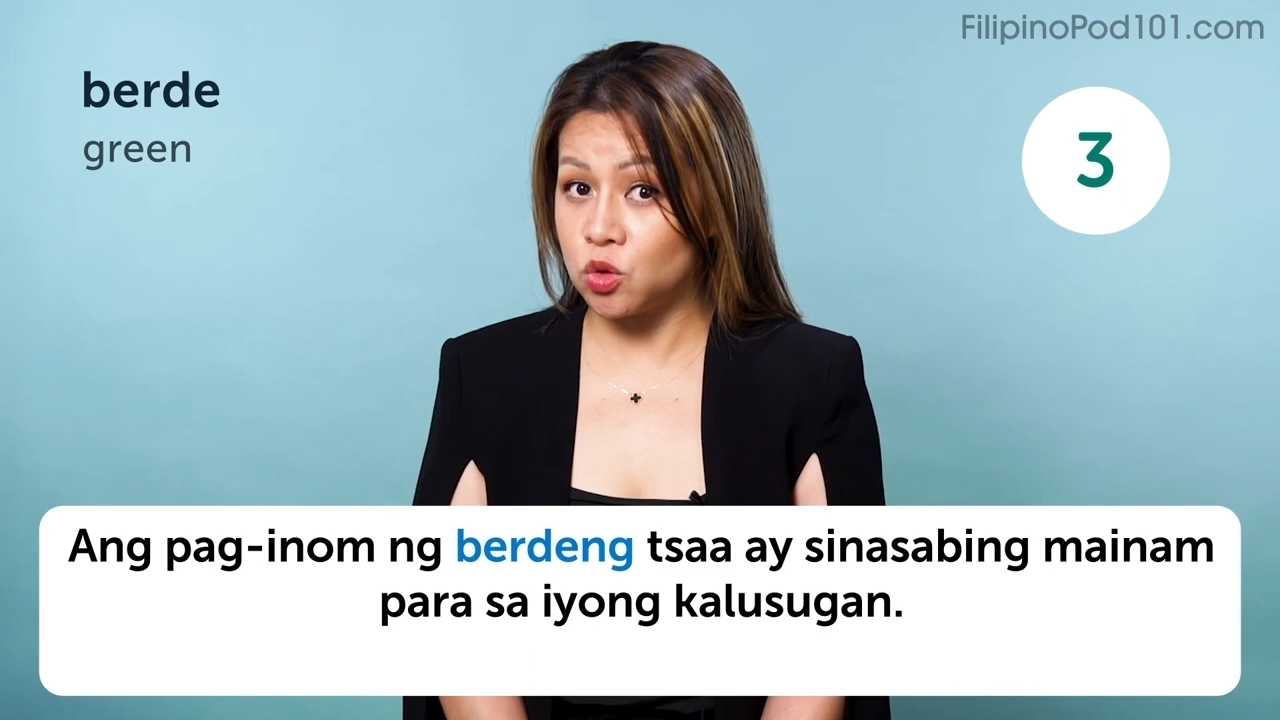 FilipinoPod101.com
berde
green
3
Ang pag-inom ng berdeng tsaa ay sinasabing mainam
para sa iyong kalusugan.